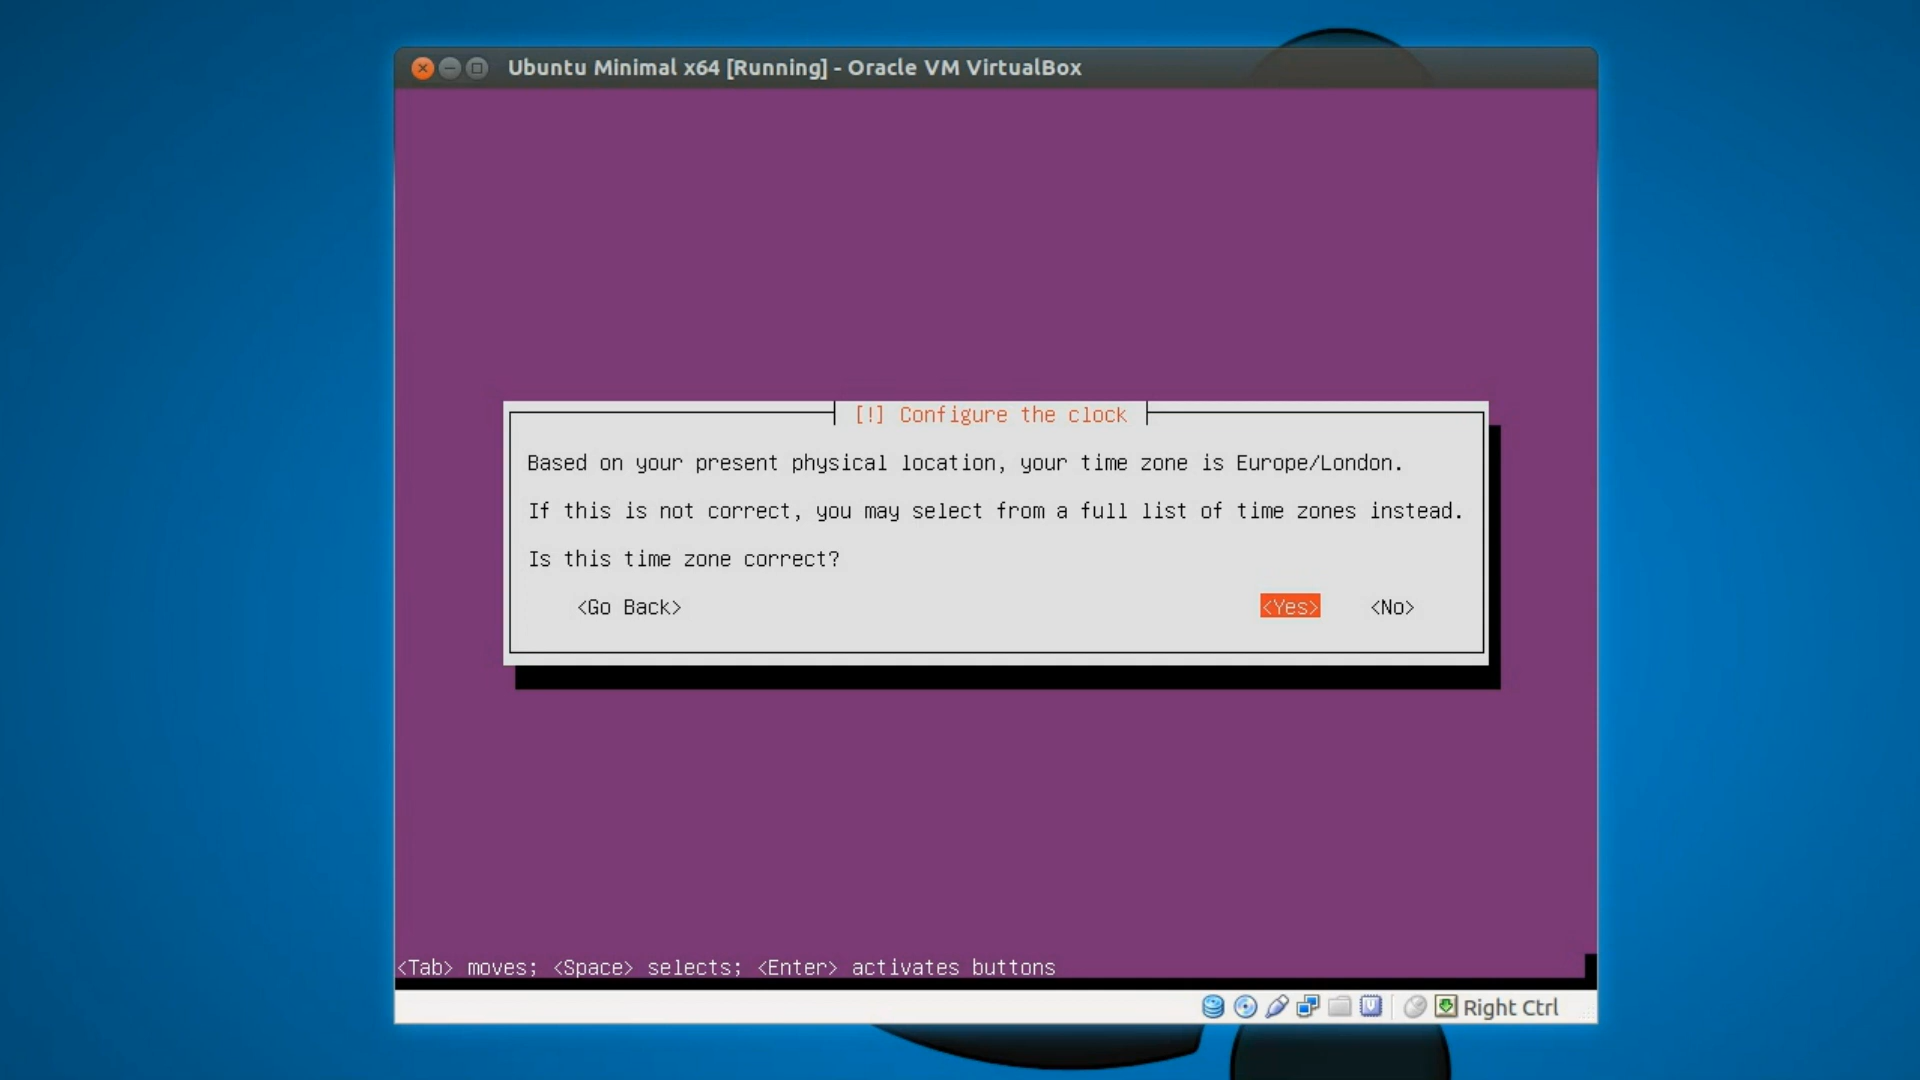 Ubuntu Minimal x64 [Running] - Oracle VM VirtualBox
[!] Configure the clock
Based on your present physical location, your time zone is Europe/London.
If this is not correct, you may select from a full list of time zones instead.
Is this time zone correct?
<Go Back> <Yes> <No>
<Tab> moves; <Space> selects; <Enter> activates buttons
Right Ctrl